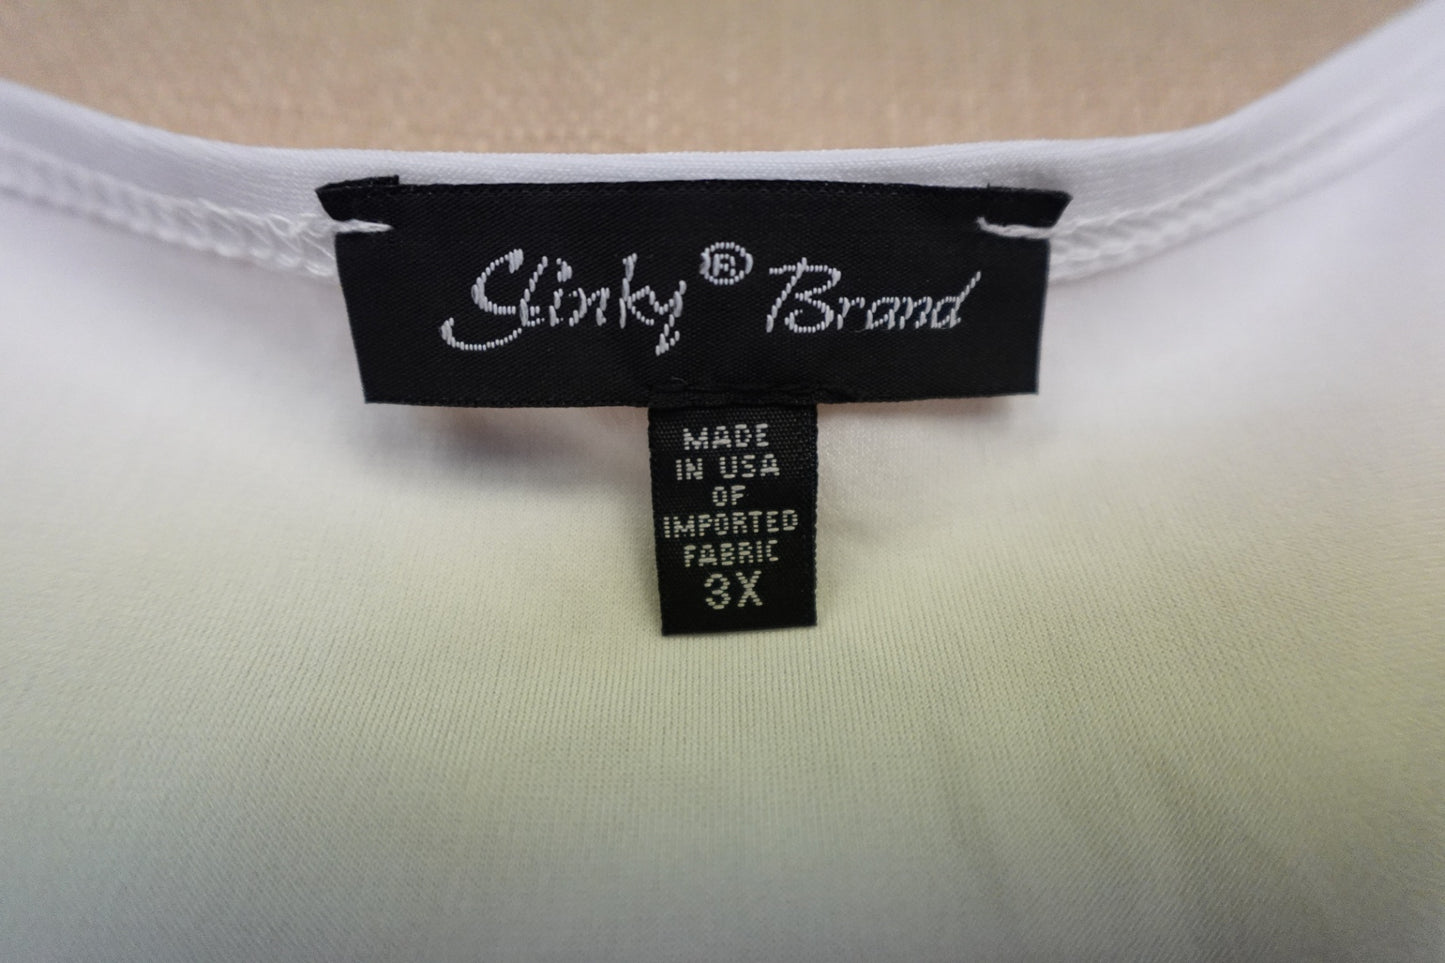 Slinky® Brand
MADE
IN USA
OF
IMPORTED
FABRIC
3X